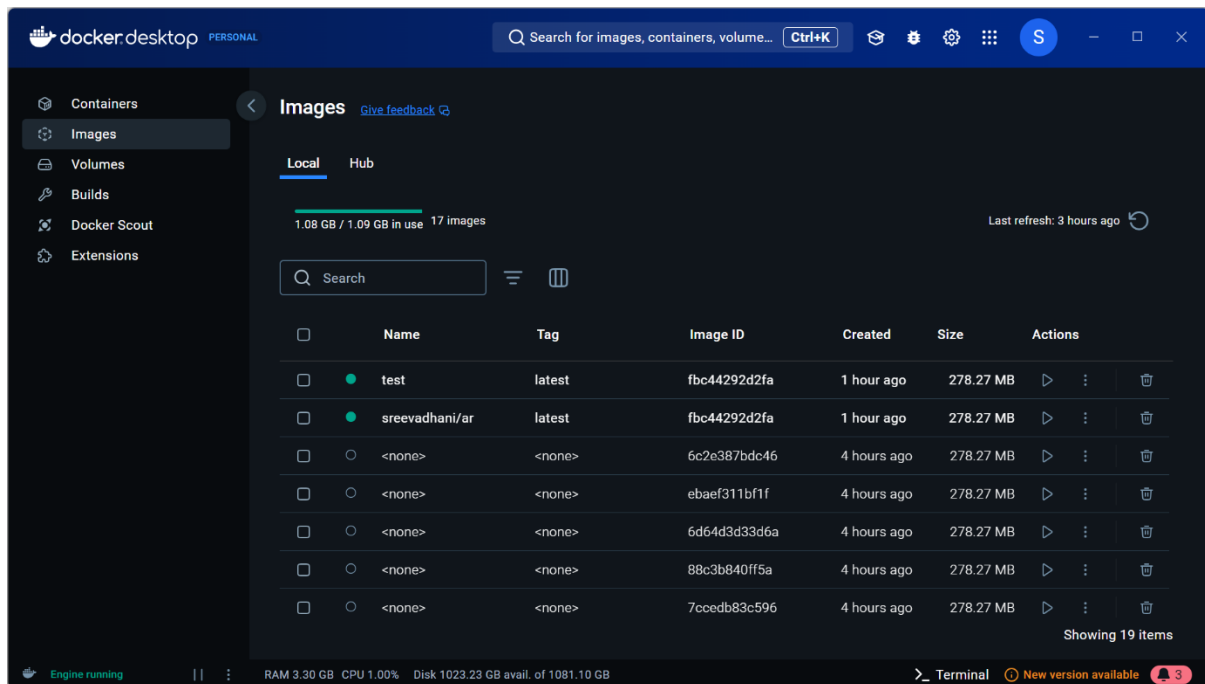 docker.desktop PERSONAL Search for images, containers, volume... Ctrl+K S
Containers
Images
Volumes
Builds
Docker Scout
Extensions
Images Give feedback
Local Hub
1.08 GB / 1.09 GB in use 17 images Last refresh: 3 hours ago
Search
Name Tag Image ID Created Size Actions
test latest fbc44292d2fa 1 hour ago 278.27 MB
sreevadhani/ar latest fbc44292d2fa 1 hour ago 278.27 MB
<none> <none> 6c2e387bdc46 4 hours ago 278.27 MB
<none> <none> ebaef311bf1f 4 hours ago 278.27 MB
<none> <none> 6d64d3d33d6a 4 hours ago 278.27 MB
<none> <none> 88c3b840ff5a 4 hours ago 278.27 MB
<none> <none> 7ccedb83c596 4 hours ago 278.27 MB
Showing 19 items
Engine running RAM 3.30 GB CPU 1.00% Disk 1023.23 GB avail. of 1081.10 GB Terminal New version available 3